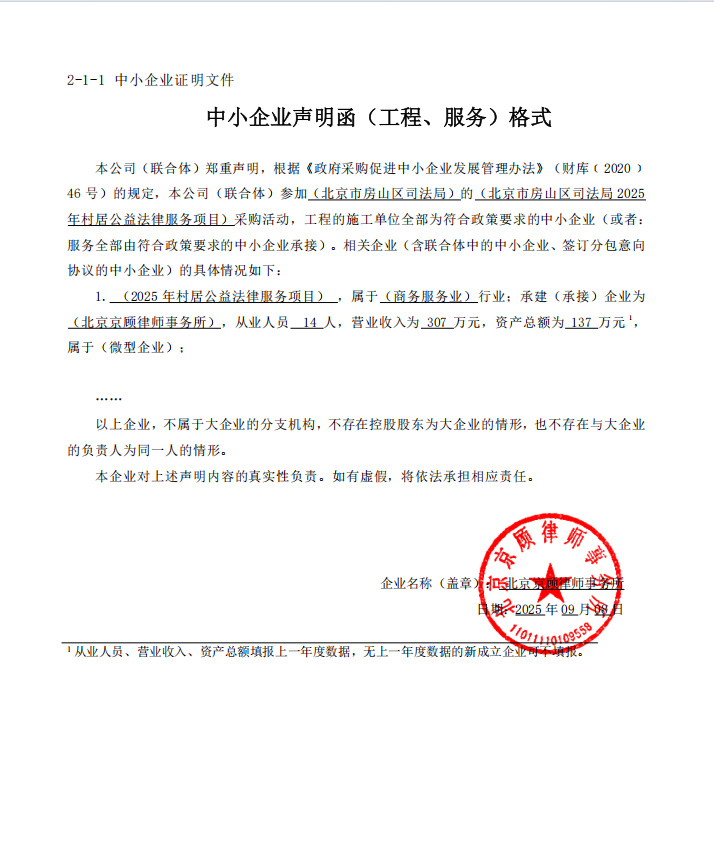 2-1-1 中小企业证明文件
中小企业声明函（工程、服务）格式
本公司（联合体）郑重声明，根据《政府采购促进中小企业发展管理办法》（财库﹝2020﹞
46 号）的规定，本公司（联合体）参加（北京市房山区司法局）的（北京市房山区司法局 2025
年村居公益法律服务项目）采购活动，工程的施工单位全部为符合政策要求的中小企业（或者：
服务全部由符合政策要求的中小企业承接）。相关企业（含联合体中的中小企业、签订分包意向
协议的中小企业）的具体情况如下：
1. （2025 年村居公益法律服务项目） ，属于（商务服务业）行业；承建（承接）企业为
（北京京顾律师事务所），从业人员 14 人，营业收入为 307 万元，资产总额为 137 万元¹，
属于（微型企业）；
……
以上企业，不属于大企业的分支机构，不存在控股股东为大企业的情形，也不存在与大企业
的负责人为同一人的情形。
本企业对上述声明内容的真实性负责。如有虚假，将依法承担相应责任。
企业名称（盖章）：北京京顾律师事务所
日期：2025 年 09 月 08 日
北京京顾律师事务所
11011110109558
¹ 从业人员、营业收入、资产总额填报上一年度数据，无上一年度数据的新成立企业可不填报。